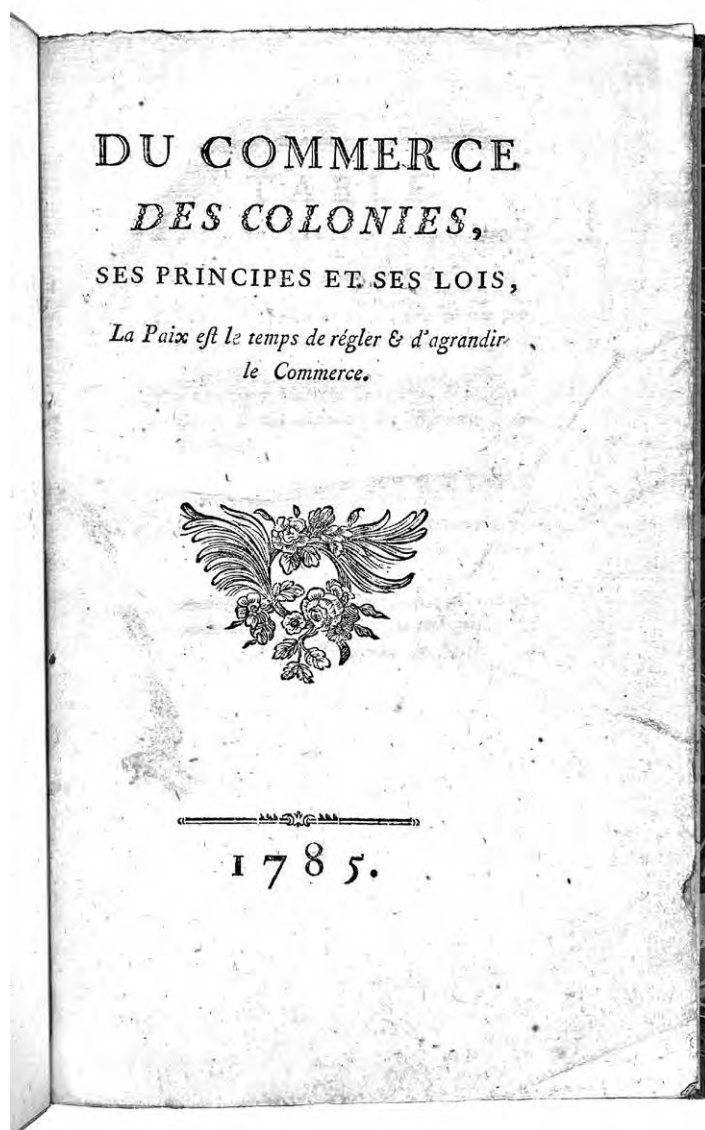 DU COMMERCE
DES COLONIES,
SES PRINCIPES ET SES LOIS,
La Paix eſt le temps de régler & d'agrandir
le Commerce.
1785.